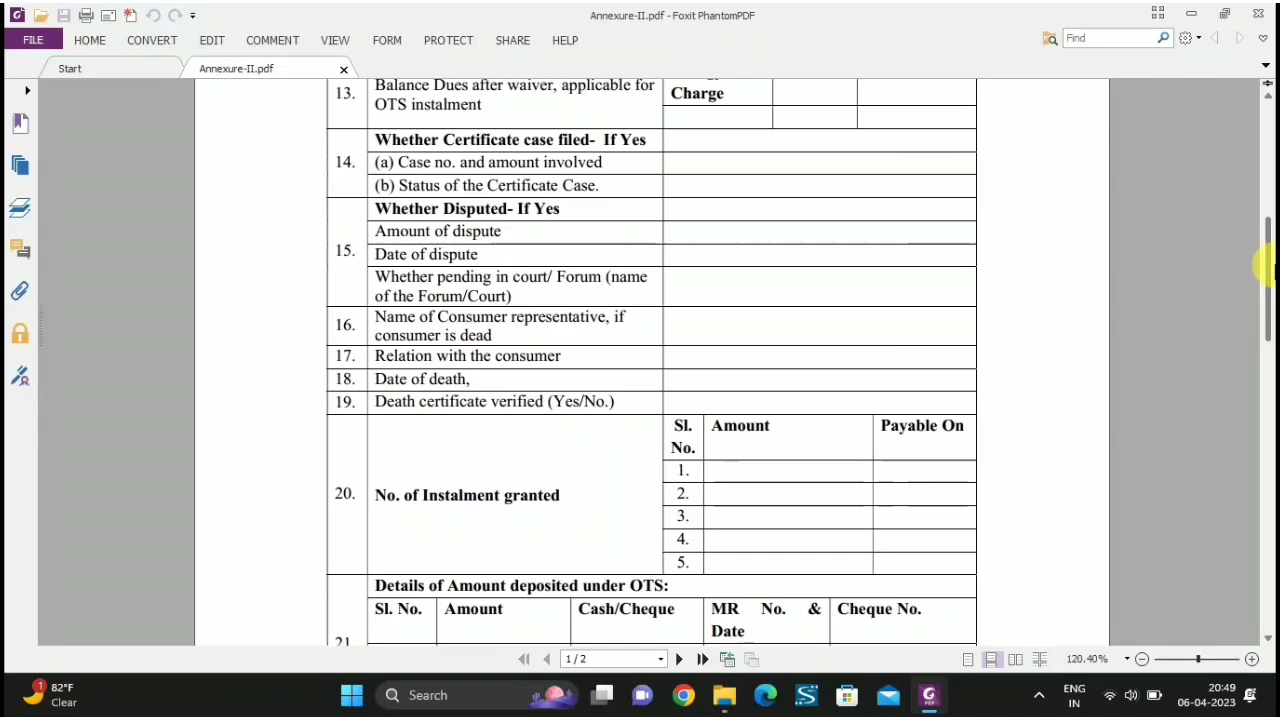 Annexure-II.pdf - Foxit PhantomPDF
FILE HOME CONVERT EDIT COMMENT VIEW FORM PROTECT SHARE HELP Find
Start Annexure-II.pdf
13. Balance Dues after waiver, applicable for OTS instalment Charge
14. Whether Certificate case filed- If Yes
(a) Case no. and amount involved
(b) Status of the Certificate Case.
15. Whether Disputed- If Yes
Amount of dispute
Date of dispute
Whether pending in court/ Forum (name
of the Forum/Court)
16. Name of Consumer representative, if
consumer is dead
17. Relation with the consumer
18. Date of death,
19. Death certificate verified (Yes/No.)
20. No. of Instalment granted
Sl. No. Amount Payable On
1.
2.
3.
4.
5.
21. Details of Amount deposited under OTS:
Sl. No. Amount Cash/Cheque MR No. & Date Cheque No.
1 / 2 120.40%
1 82°F
Clear
Search
ENG
IN
20:49
06-04-2023